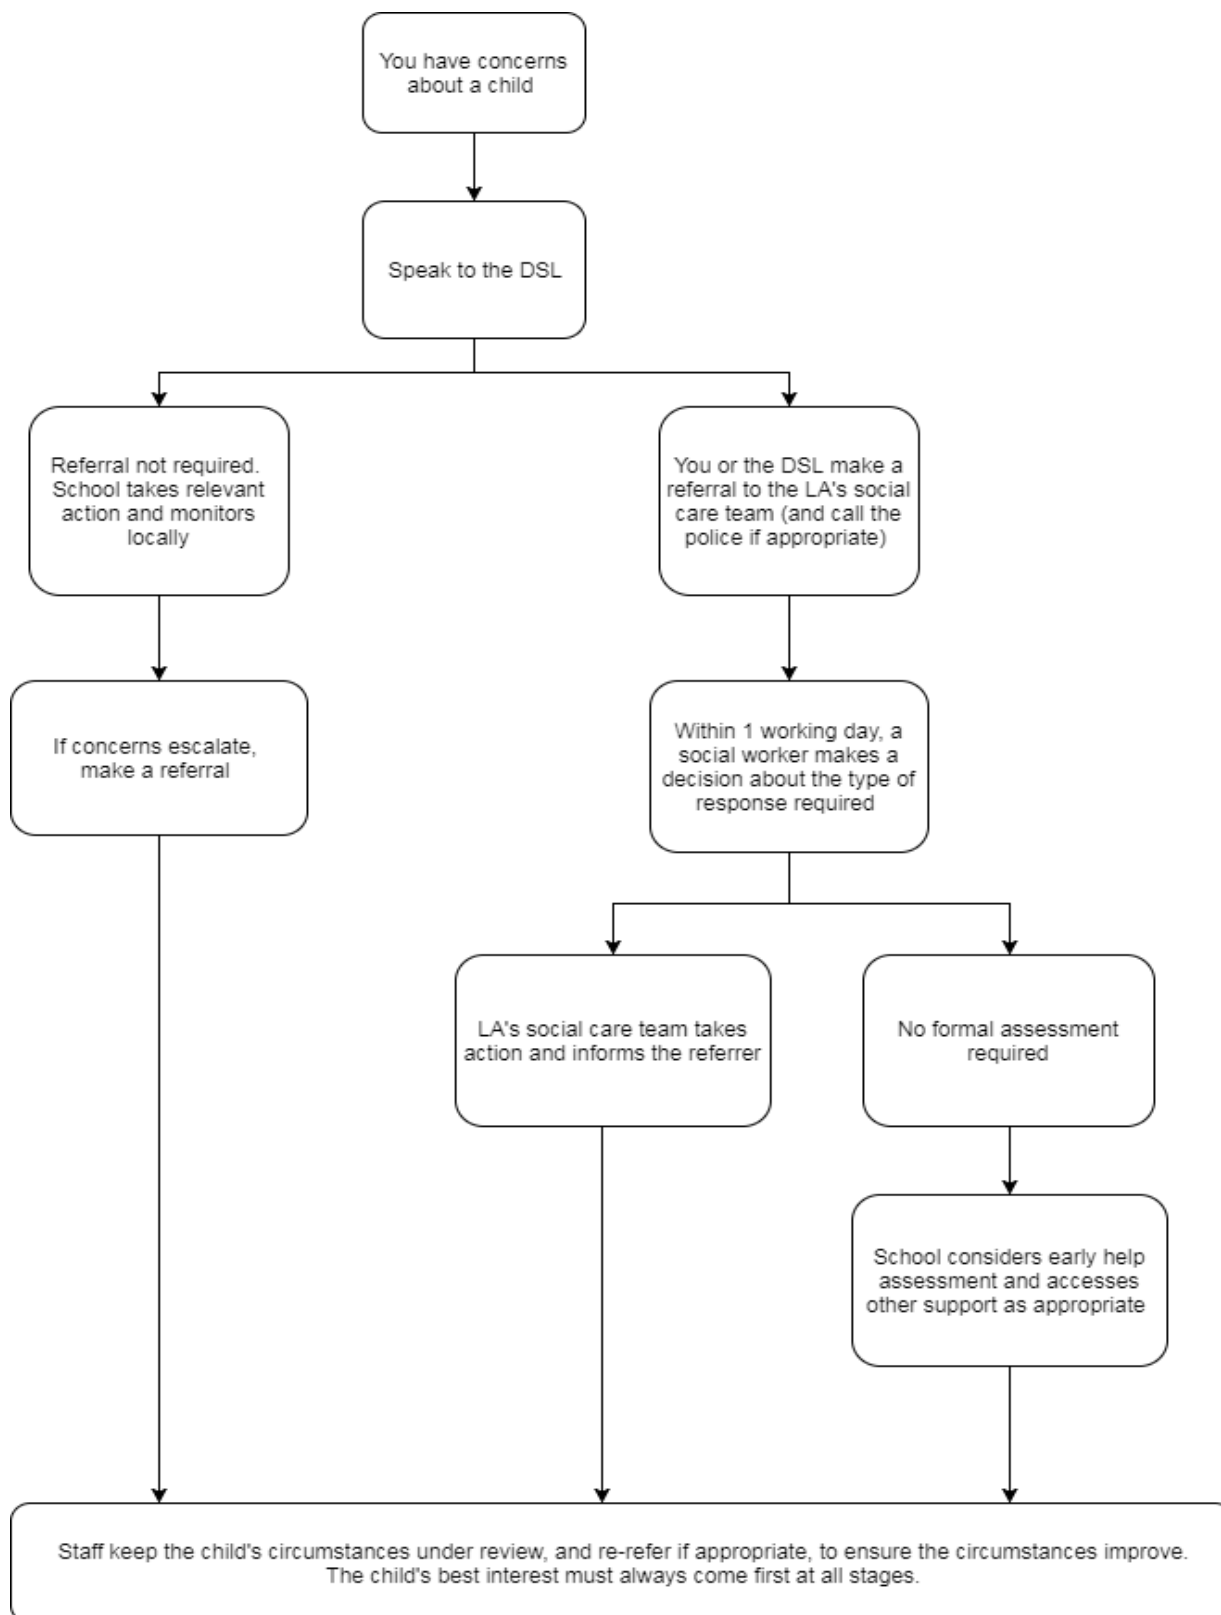 You have concerns
about a child
Speak to the DSL
Referral not required.
School takes relevant
action and monitors
locally
You or the DSL make a
referral to the LA's social
care team (and call the
police if appropriate)
If concerns escalate,
make a referral
Within 1 working day, a
social worker makes a
decision about the type of
response required
LA's social care team takes
action and informs the referrer
No formal assessment
required
School considers early help
assessment and accesses
other support as appropriate
Staff keep the child's circumstances under review, and re-refer if appropriate, to ensure the circumstances improve.
The child's best interest must always come first at all stages.